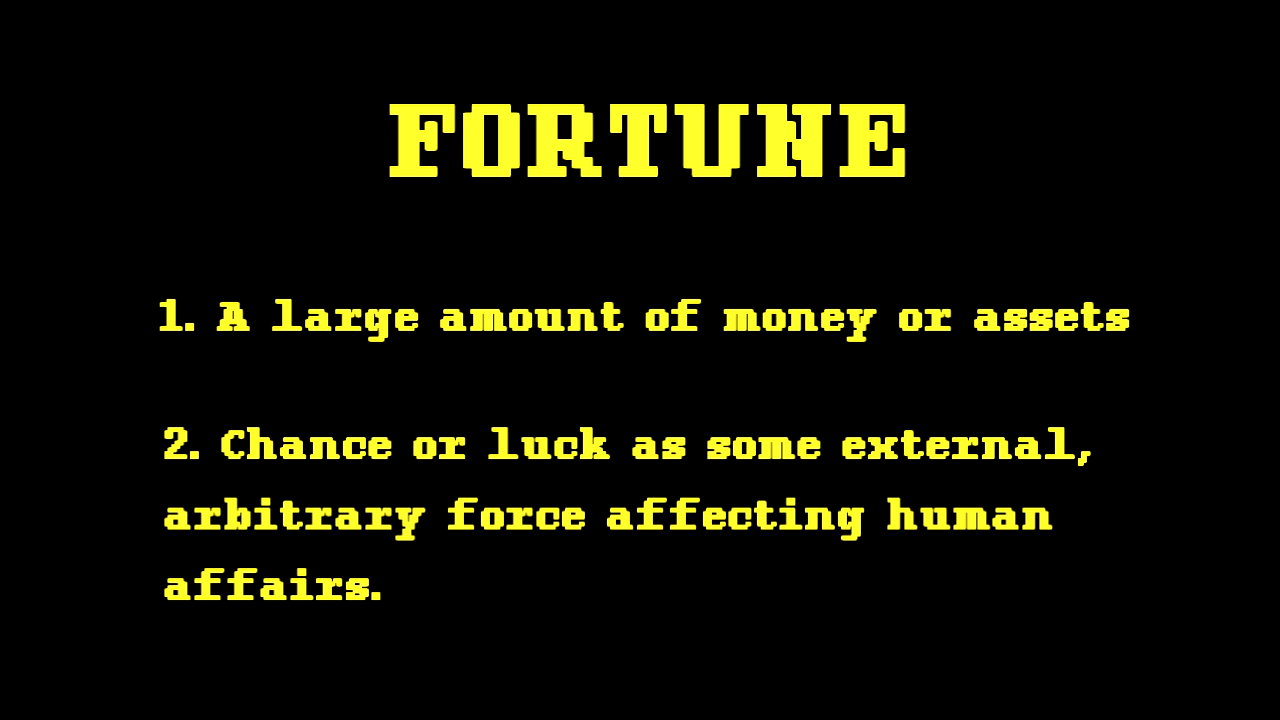 FORTUNE
1. A large amount of money or assets
2. Chance or luck as some external,
arbitrary force affecting human
affairs.